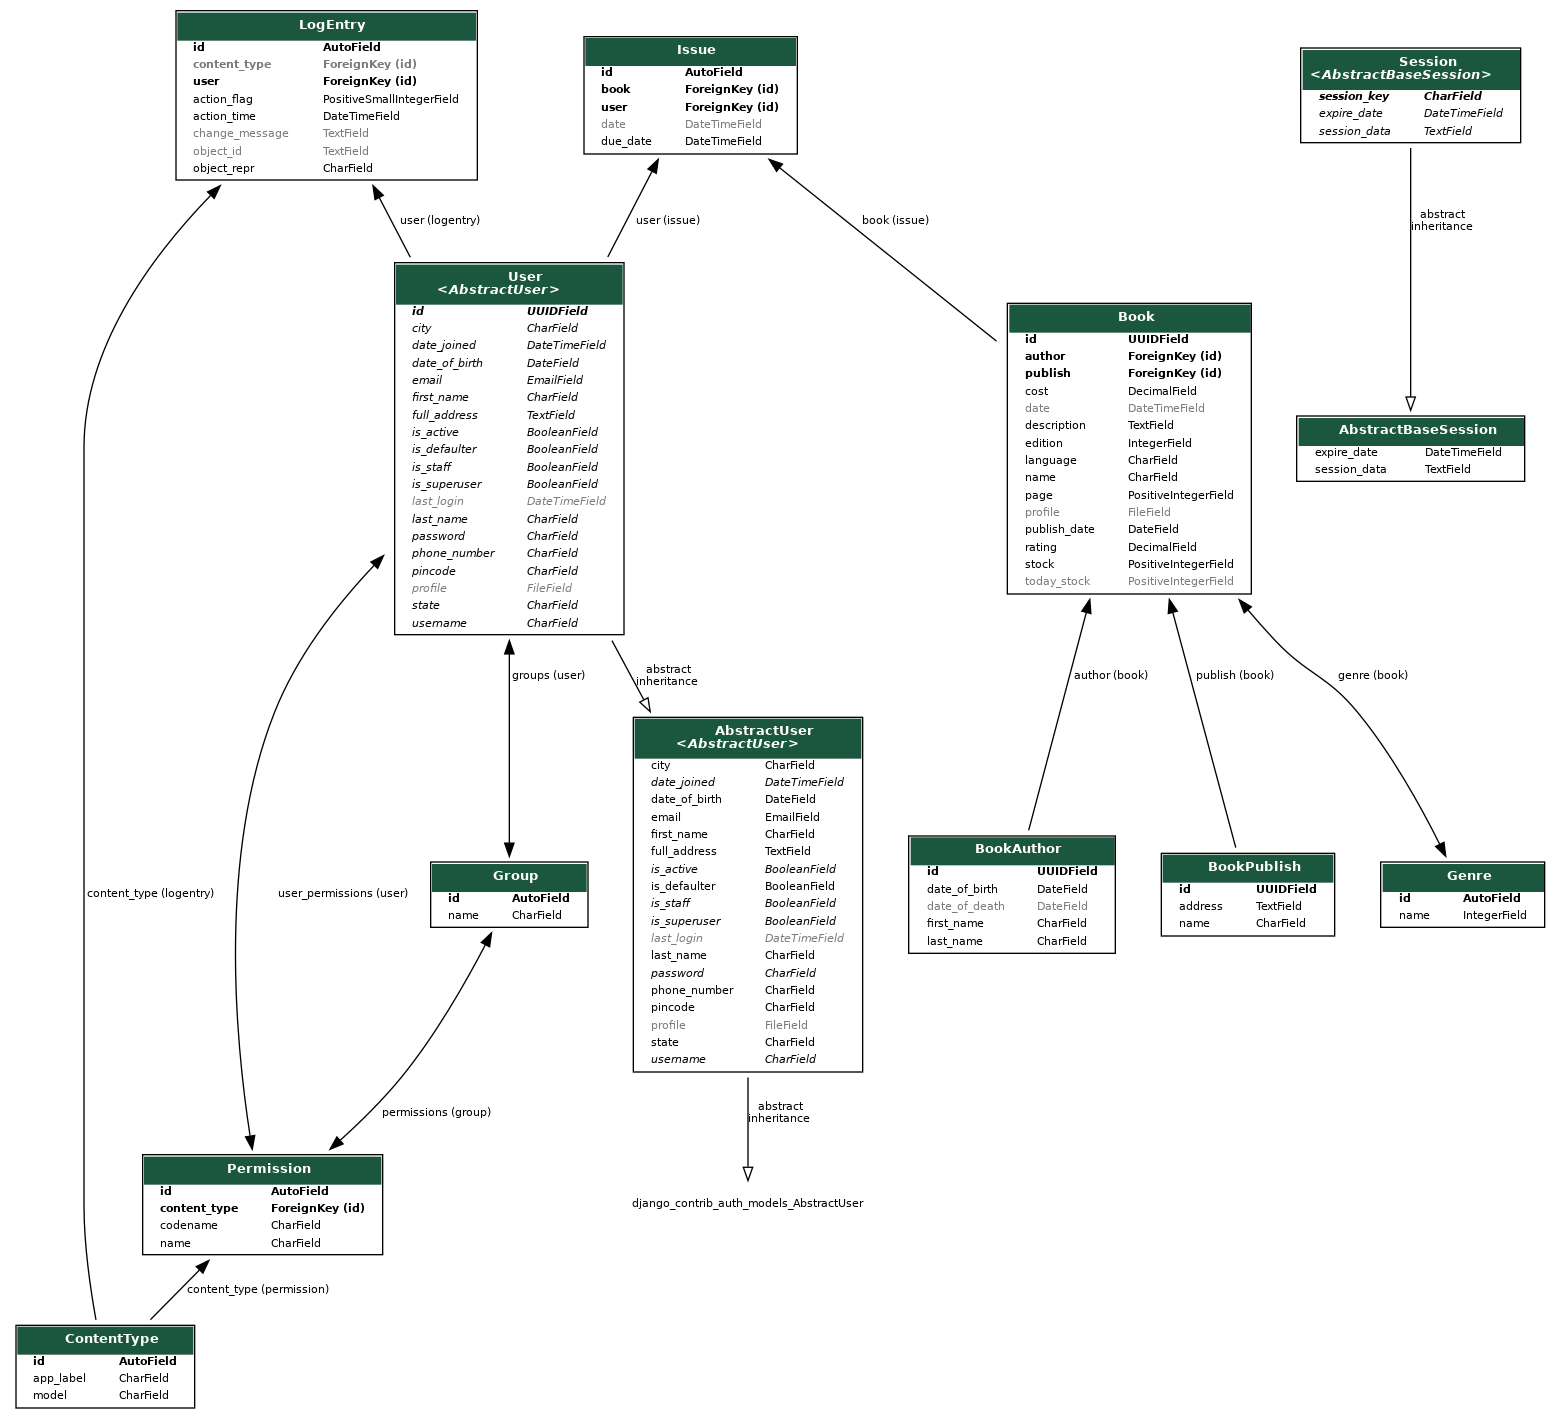 LogEntry
id AutoField
content_type ForeignKey (id)
user ForeignKey (id)
action_flag PositiveSmallIntegerField
action_time DateTimeField
change_message TextField
object_id TextField
object_repr CharField
Issue
id AutoField
book ForeignKey (id)
user ForeignKey (id)
date DateTimeField
due_date DateTimeField
Session
<AbstractBaseSession>
session_key CharField
expire_date DateTimeField
session_data TextField
user (logentry)
user (issue)
book (issue)
abstract
inheritance
User
<AbstractUser>
id UUIDField
city CharField
date_joined DateTimeField
date_of_birth DateField
email EmailField
first_name CharField
full_address TextField
is_active BooleanField
is_defaulter BooleanField
is_staff BooleanField
is_superuser BooleanField
last_login DateTimeField
last_name CharField
password CharField
phone_number CharField
pincode CharField
profile FileField
state CharField
username CharField
Book
id UUIDField
author ForeignKey (id)
publish ForeignKey (id)
cost DecimalField
date DateTimeField
description TextField
edition IntegerField
language CharField
name CharField
page PositiveIntegerField
profile FileField
publish_date DateField
rating DecimalField
stock PositiveIntegerField
today_stock PositiveIntegerField
AbstractBaseSession
expire_date DateTimeField
session_data TextField
groups (user)
abstract
inheritance
author (book)
publish (book)
genre (book)
AbstractUser
<AbstractUser>
city CharField
date_joined DateTimeField
date_of_birth DateField
email EmailField
first_name CharField
full_address TextField
is_active BooleanField
is_defaulter BooleanField
is_staff BooleanField
is_superuser BooleanField
last_login DateTimeField
last_name CharField
password CharField
phone_number CharField
pincode CharField
profile FileField
state CharField
username CharField
BookAuthor
id UUIDField
date_of_birth DateField
date_of_death DateField
first_name CharField
last_name CharField
BookPublish
id UUIDField
address TextField
name CharField
Genre
id AutoField
name IntegerField
content_type (logentry)
user_permissions (user)
Group
id AutoField
name CharField
permissions (group)
abstract
inheritance
django_contrib_auth_models_AbstractUser
Permission
id AutoField
content_type ForeignKey (id)
codename CharField
name CharField
content_type (permission)
ContentType
id AutoField
app_label CharField
model CharField